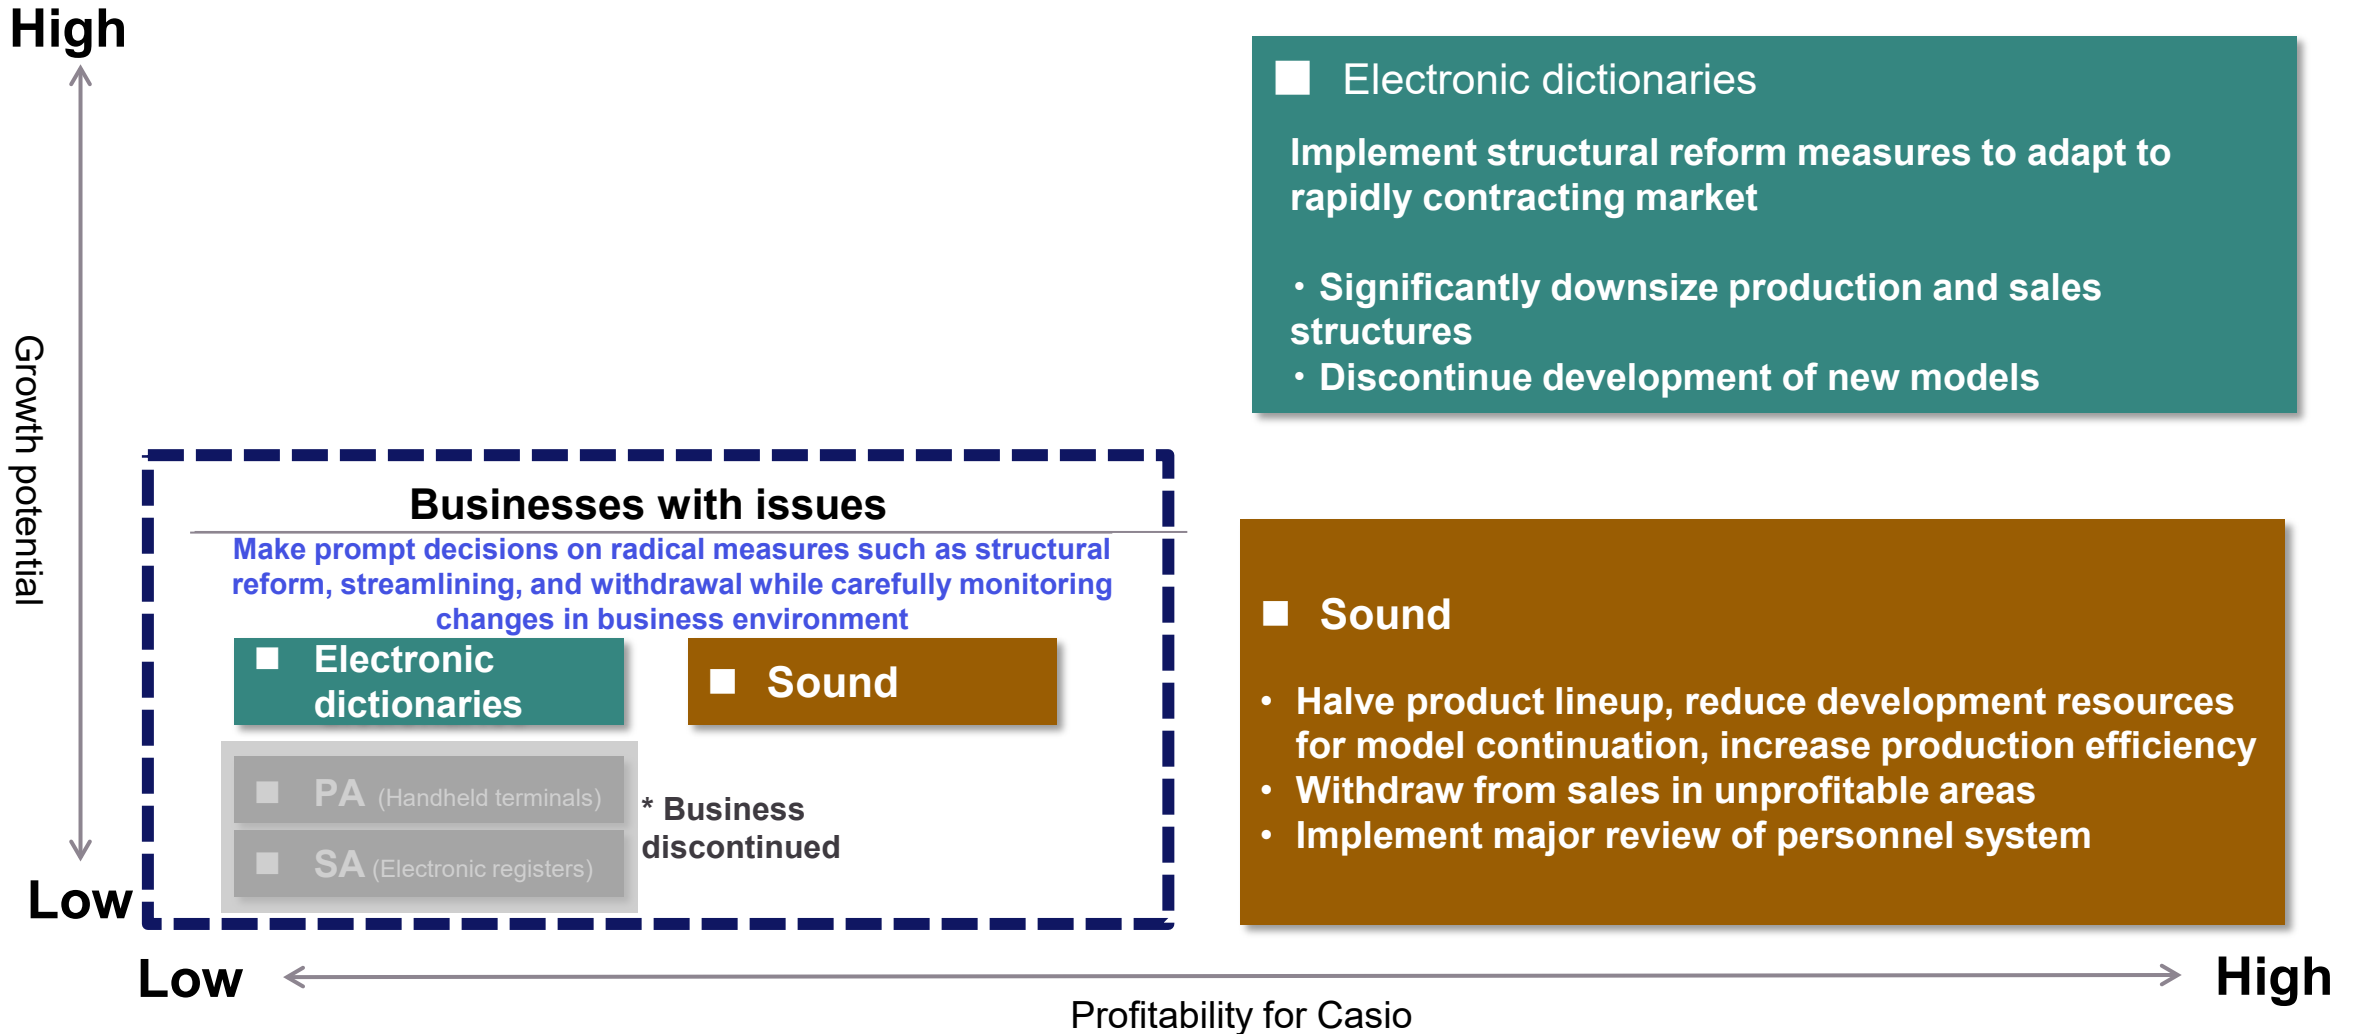 High
Growth potential
Low
■ Electronic dictionaries
Implement structural reform measures to adapt to
rapidly contracting market
・Significantly downsize production and sales
structures
・Discontinue development of new models
Businesses with issues
Make prompt decisions on radical measures such as structural
reform, streamlining, and withdrawal while carefully monitoring
changes in business environment
■ Electronic
dictionaries
■ Sound
■ PA (Handheld terminals)
■ SA (Electronic registers)
* Business
discontinued
■ Sound
• Halve product lineup, reduce development resources
for model continuation, increase production efficiency
• Withdraw from sales in unprofitable areas
• Implement major review of personnel system
Low
High
Profitability for Casio